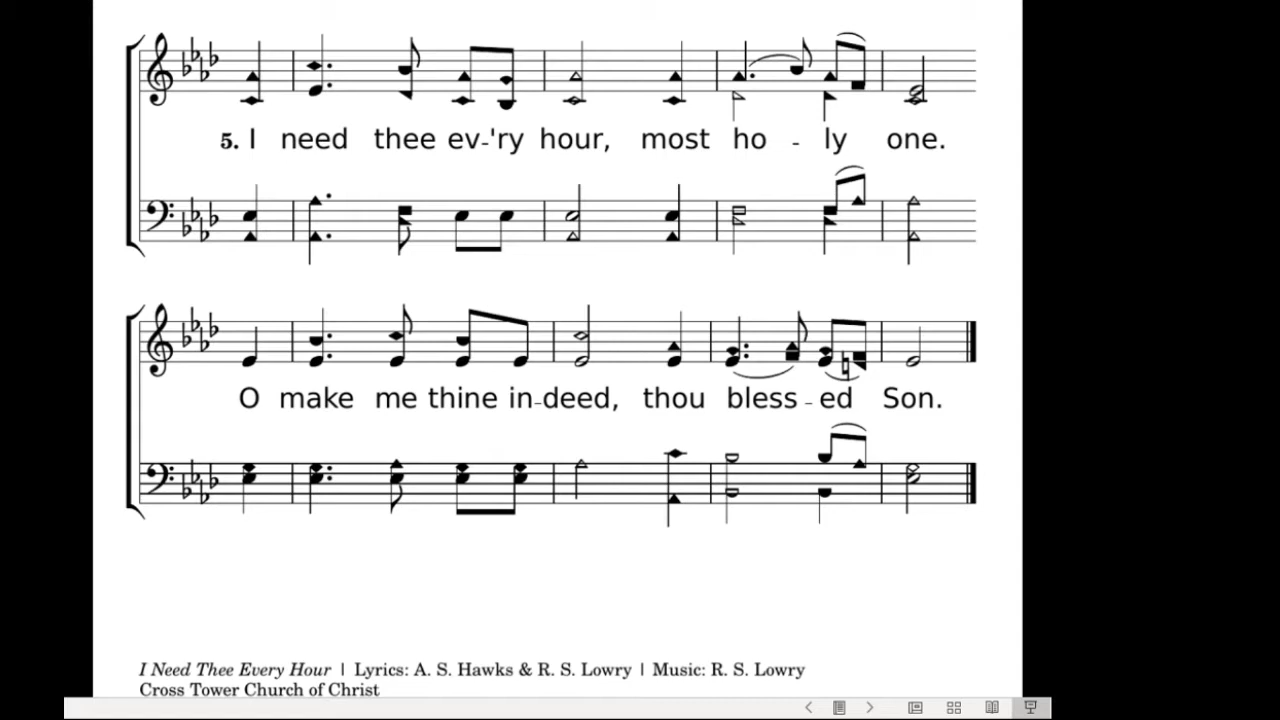 5. I need thee ev-'ry hour, most ho - ly one.
O make me thine in-deed, thou bless - ed Son.
I Need Thee Every Hour | Lyrics: A. S. Hawks & R. S. Lowry | Music: R. S. Lowry
Cross Tower Church of Christ